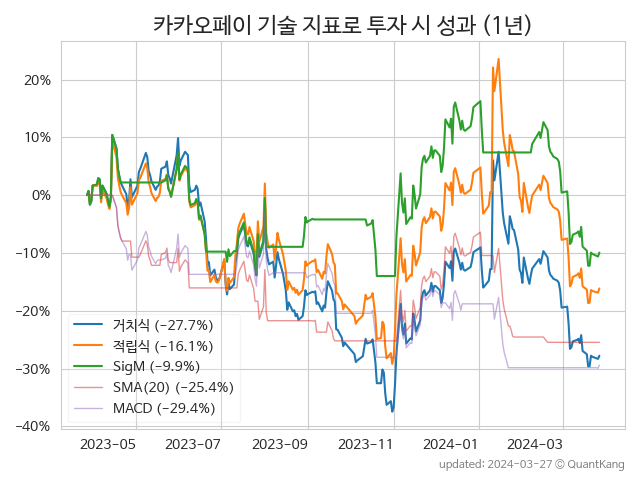 카카오페이 기술 지표로 투자 시 성과 (1년)
20%
10%
0%
−10%
−20%
−30%
−40%
거치식 (−27.7%)
적립식 (−16.1%)
SigM (−9.9%)
SMA(20) (−25.4%)
MACD (−29.4%)
2023-05
2023-07
2023-09
2023-11
2024-01
2024-03
updated: 2024-03-27 © QuantKang